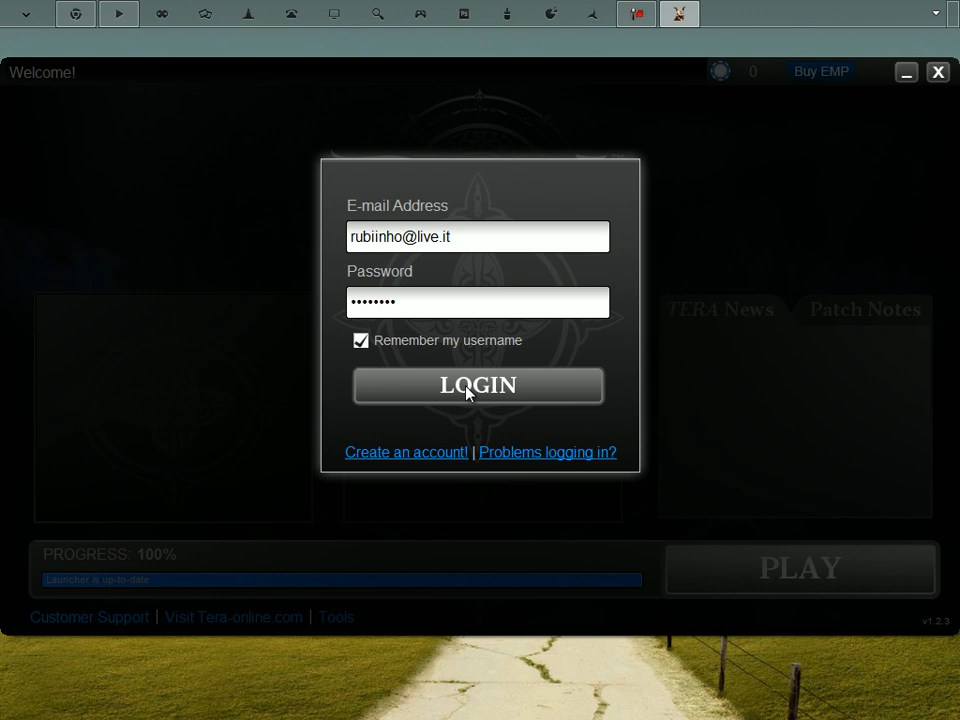 Welcome!
0
Buy EMP
E-mail Address
rubiinho@live.it
Password
Remember my username
LOGIN
Create an account! | Problems logging in?
TERA News
Patch Notes
PROGRESS: 100%
Launcher is up-to-date
PLAY
Customer Support | Visit Tera-online.com | Tools
v1.2.3